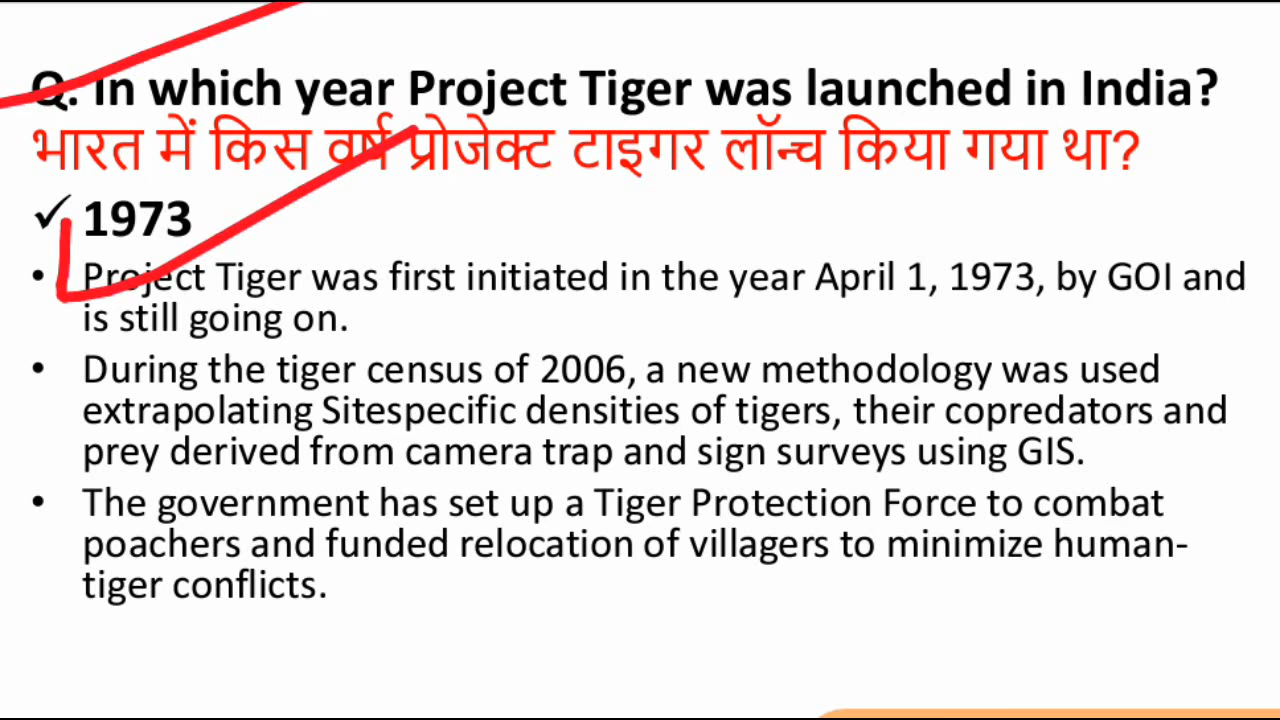 Q. In which year Project Tiger was launched in India?
भारत में किस वर्ष प्रोजेक्ट टाइगर लॉन्च किया गया था?
✓ 1973
• Project Tiger was first initiated in the year April 1, 1973, by GOI and
is still going on.
• During the tiger census of 2006, a new methodology was used
extrapolating Sitespecific densities of tigers, their copredators and
prey derived from camera trap and sign surveys using GIS.
• The government has set up a Tiger Protection Force to combat
poachers and funded relocation of villagers to minimize human-
tiger conflicts.